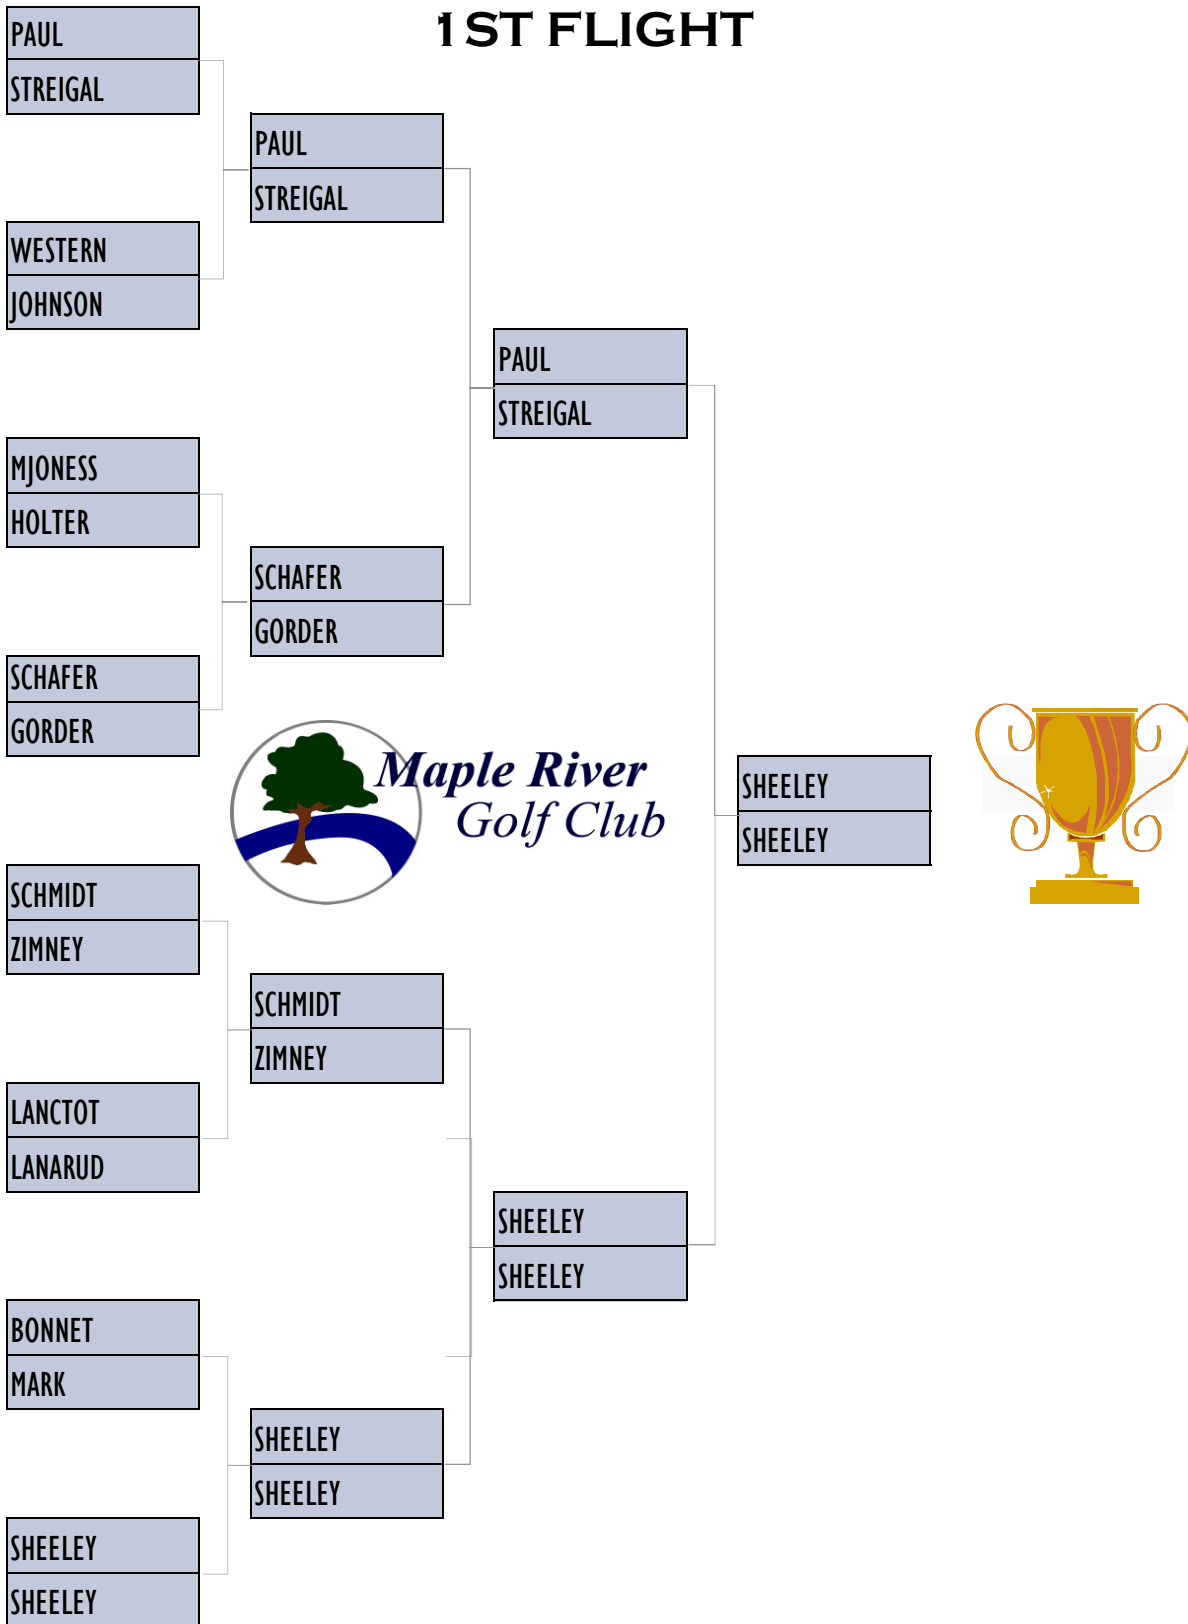 1ST FLIGHT
PAUL
STREIGAL
PAUL
STREIGAL
WESTERN
JOHNSON
PAUL
STREIGAL
MJONESS
HOLTER
SCHAFER
GORDER
SCHAFER
GORDER
Maple River
Golf Club
SHEELEY
SHEELEY
SCHMIDT
ZIMNEY
SCHMIDT
ZIMNEY
LANCTOT
LANARUD
SHEELEY
SHEELEY
BONNET
MARK
SHEELEY
SHEELEY
SHEELEY
SHEELEY